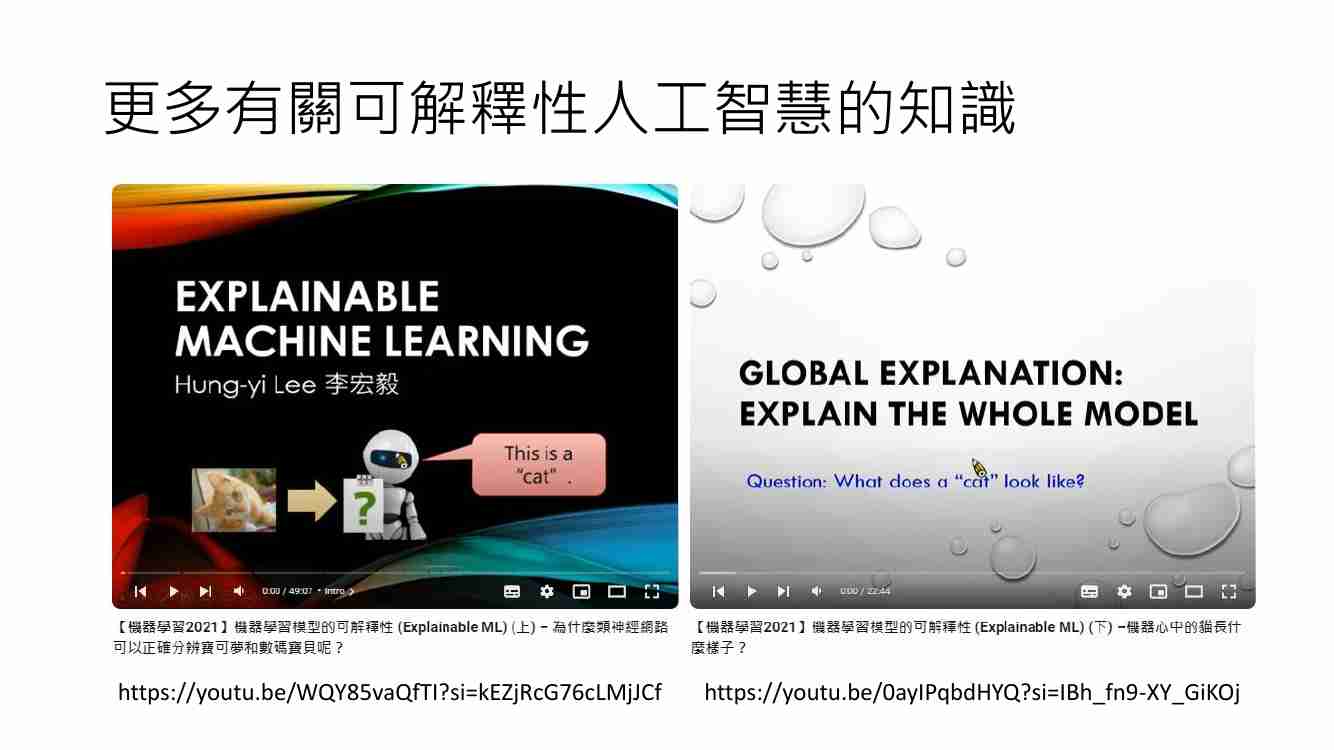 更多有關可解釋性人工智慧的知識
EXPLAINABLE
MACHINE LEARNING
Hung-yi Lee 李宏毅
This is a
“cat” .
?
0:00 / 49:07 • Intro >
【機器學習2021】機器學習模型的可解釋性 (Explainable ML) (上) – 為什麼類神經網路
可以正確分辨寶可夢和數碼寶貝呢？
https://youtu.be/WQY85vaQfTI?si=kEZjRcG76cLMjJCf
GLOBAL EXPLANATION:
EXPLAIN THE WHOLE MODEL
Question: What does a “cat” look like?
0:00 / 22:44
【機器學習2021】機器學習模型的可解釋性 (Explainable ML) (下) –機器心中的貓長什
麼樣子？
https://youtu.be/0ayIPqbdHYQ?si=IBh_fn9-XY_GiKOj